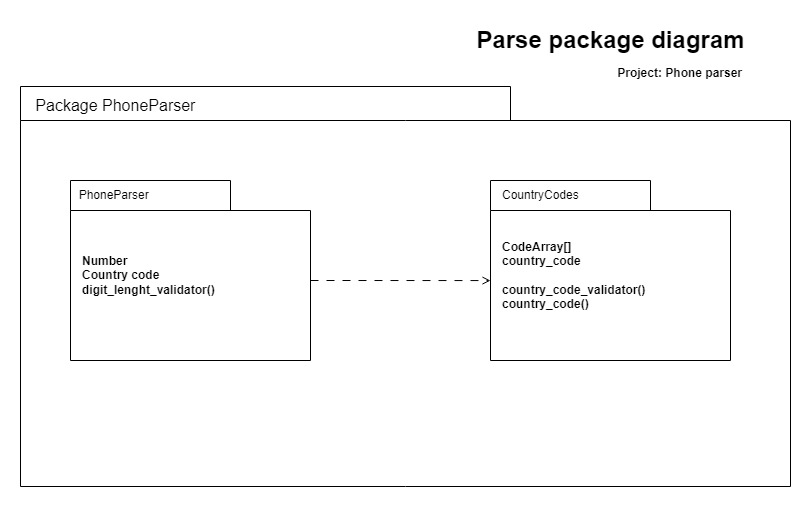 Parse package diagram
Project: Phone parser
Package PhoneParser
PhoneParser
Number
Country code
digit_lenght_validator()
CountryCodes
CodeArray[]
country_code
country_code_validator()
country_code()